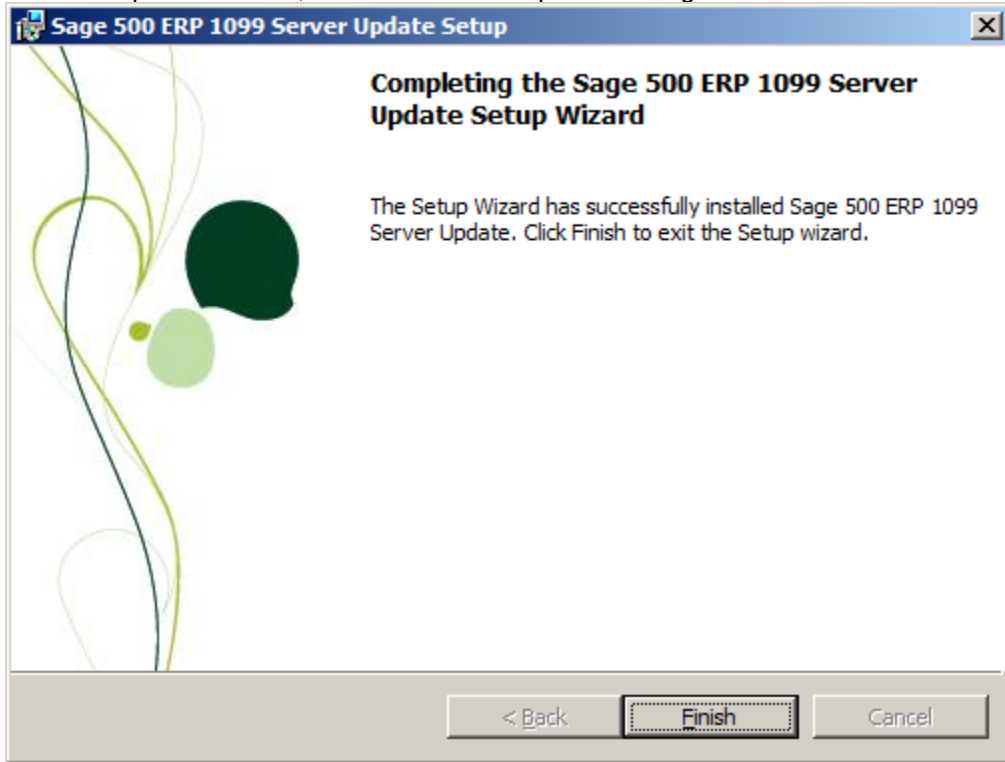 Sage 500 ERP 1099 Server Update Setup
Completing the Sage 500 ERP 1099 Server
Update Setup Wizard
The Setup Wizard has successfully installed Sage 500 ERP 1099
Server Update. Click Finish to exit the Setup wizard.
< Back
Finish
Cancel